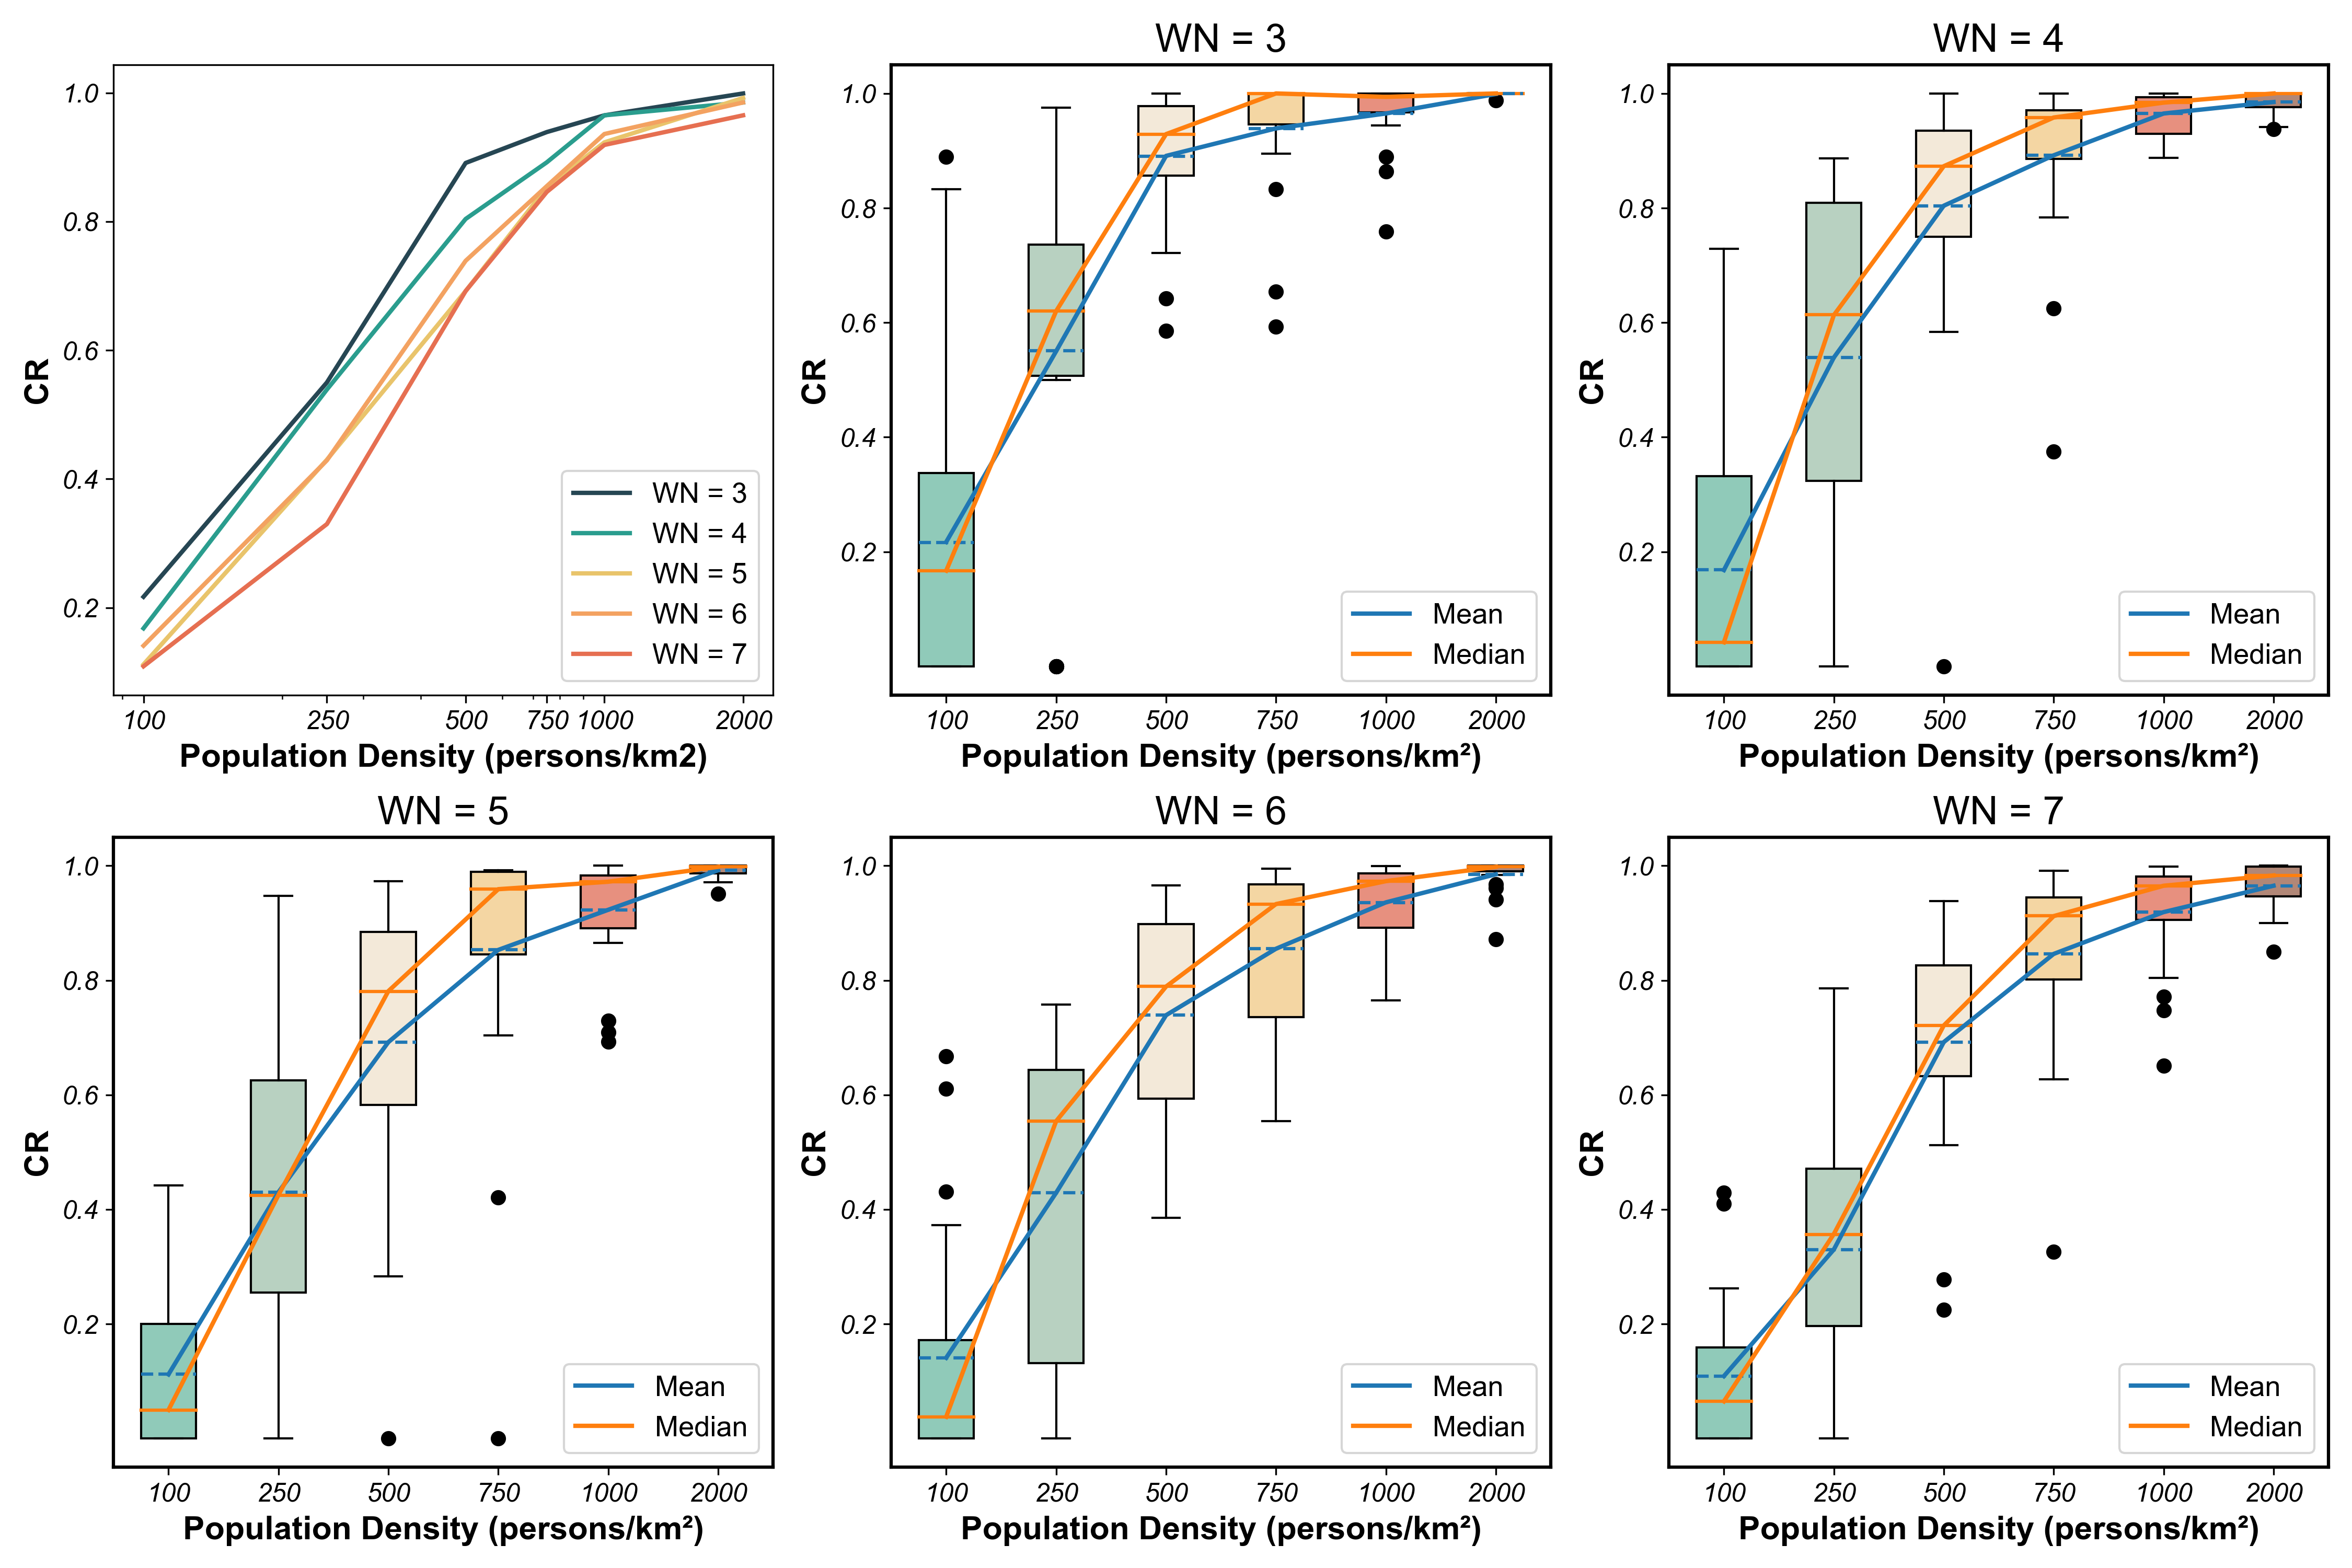 CR
1.0
0.8
0.6
0.4
0.2
WN = 3
WN = 4
WN = 5
WN = 6
WN = 7
100 250 500 750 1000 2000
Population Density (persons/km2)
WN = 3
CR
1.0
0.8
0.6
0.4
0.2
Mean
Median
100 250 500 750 1000 2000
Population Density (persons/km²)
WN = 4
CR
1.0
0.8
0.6
0.4
0.2
Mean
Median
100 250 500 750 1000 2000
Population Density (persons/km²)
WN = 5
CR
1.0
0.8
0.6
0.4
0.2
Mean
Median
100 250 500 750 1000 2000
Population Density (persons/km²)
WN = 6
CR
1.0
0.8
0.6
0.4
0.2
Mean
Median
100 250 500 750 1000 2000
Population Density (persons/km²)
WN = 7
CR
1.0
0.8
0.6
0.4
0.2
Mean
Median
100 250 500 750 1000 2000
Population Density (persons/km²)